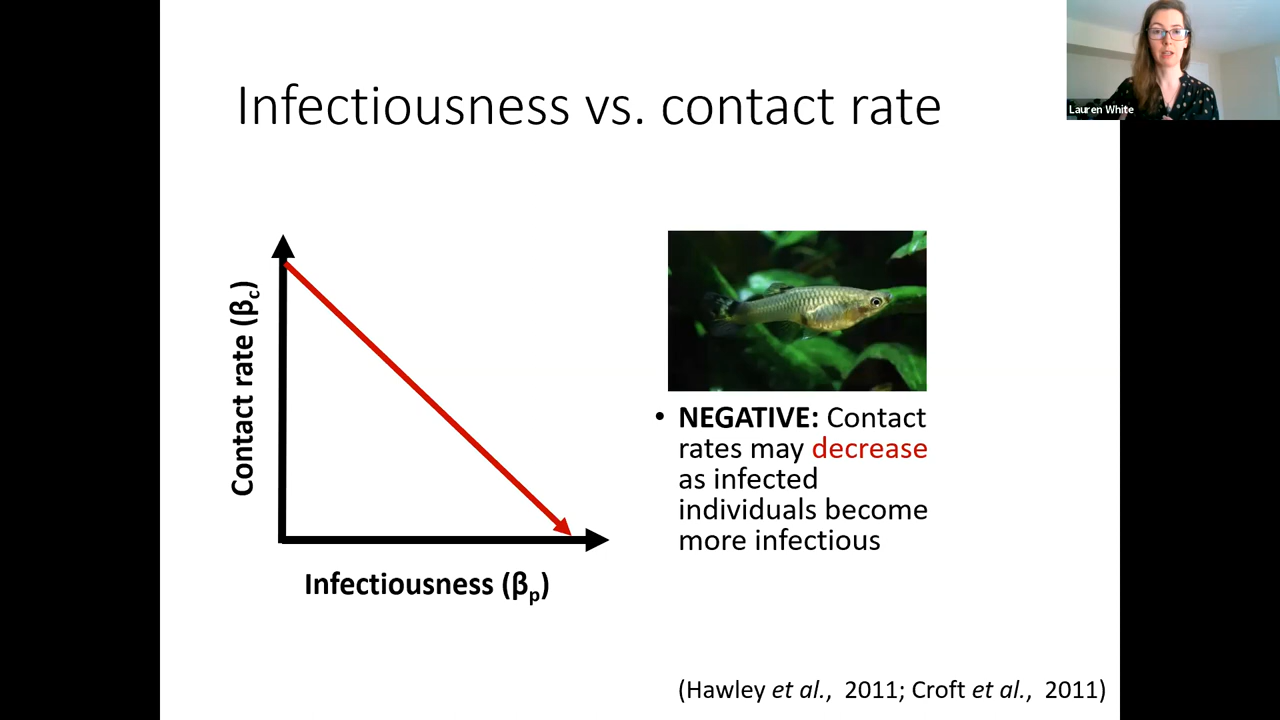 Infectiousness vs. contact rate
Lauren White
Contact rate (βc)
Infectiousness (βp)
• NEGATIVE: Contact
rates may decrease
as infected
individuals become
more infectious
(Hawley et al., 2011; Croft et al., 2011)